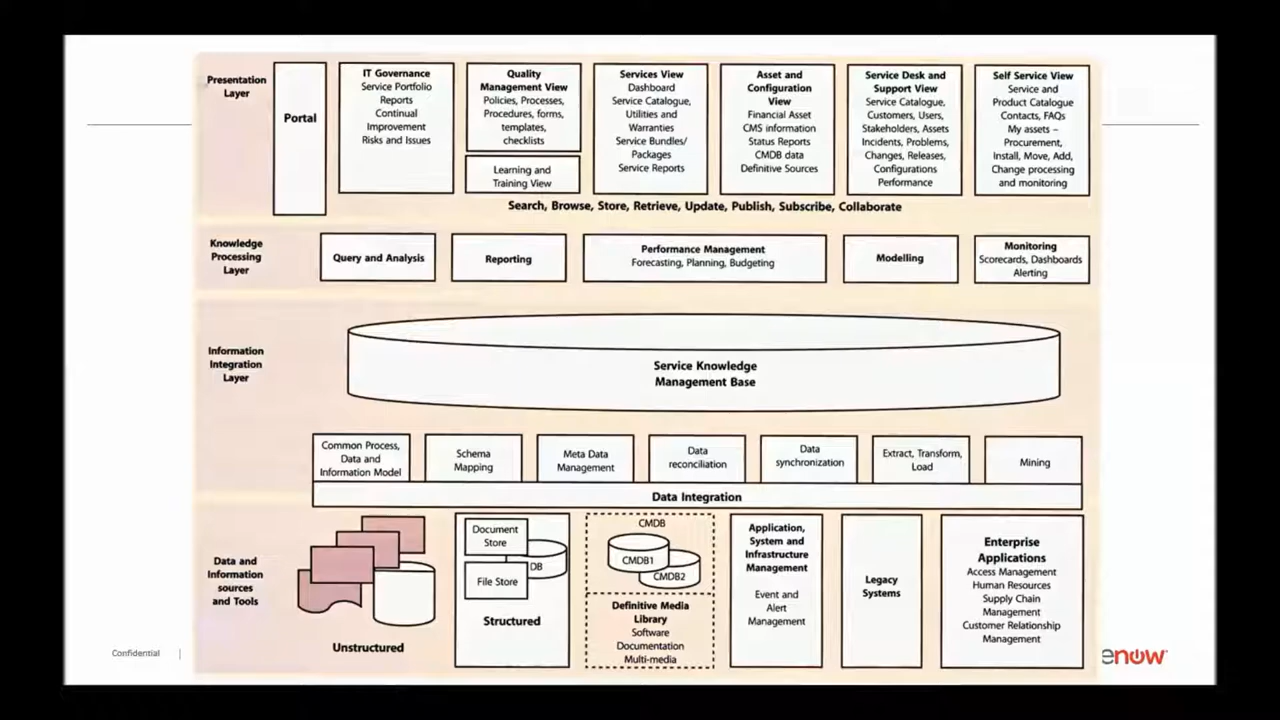 Presentation
Layer
Portal
IT Governance
Service Portfolio
Reports
Continual
Improvement
Risks and Issues
Quality
Management View
Policies, Processes,
Procedures, forms,
templates,
checklists
Learning and
Training View
Services View
Dashboard
Service Catalogue,
Utilities and
Warranties
Service Bundles/
Packages
Service Reports
Asset and
Configuration
View
Financial Asset
CMS information
Status Reports
CMDB data
Definitive Sources
Service Desk and
Support View
Service Catalogue,
Customers, Users,
Stakeholders, Assets
Incidents, Problems,
Changes, Releases,
Configurations
Performance
Self Service View
Service and
Product Catalogue
Contacts, FAQs
My assets –
Procurement,
Install, Move, Add,
Change processing
and monitoring
Search, Browse, Store, Retrieve, Update, Publish, Subscribe, Collaborate
Knowledge
Processing
Layer
Query and Analysis
Reporting
Performance Management
Forecasting, Planning, Budgeting
Modelling
Monitoring
Scorecards, Dashboards
Alerting
Information
Integration
Layer
Service Knowledge
Management Base
Common Process,
Data and
Information Model
Schema
Mapping
Meta Data
Management
Data
reconciliation
Data
synchronization
Extract, Transform,
Load
Mining
Data Integration
Data and
Information
sources
and Tools
Unstructured
Document
Store
DB
File Store
Structured
CMDB
CMDB1
CMDB2
Definitive Media
Library
Software
Documentation
Multi-media
Application,
System and
Infrastructure
Management
Event and
Alert
Management
Legacy
Systems
Enterprise
Applications
Access Management
Human Resources
Supply Chain
Management
Customer Relationship
Management
Confidential |
enow